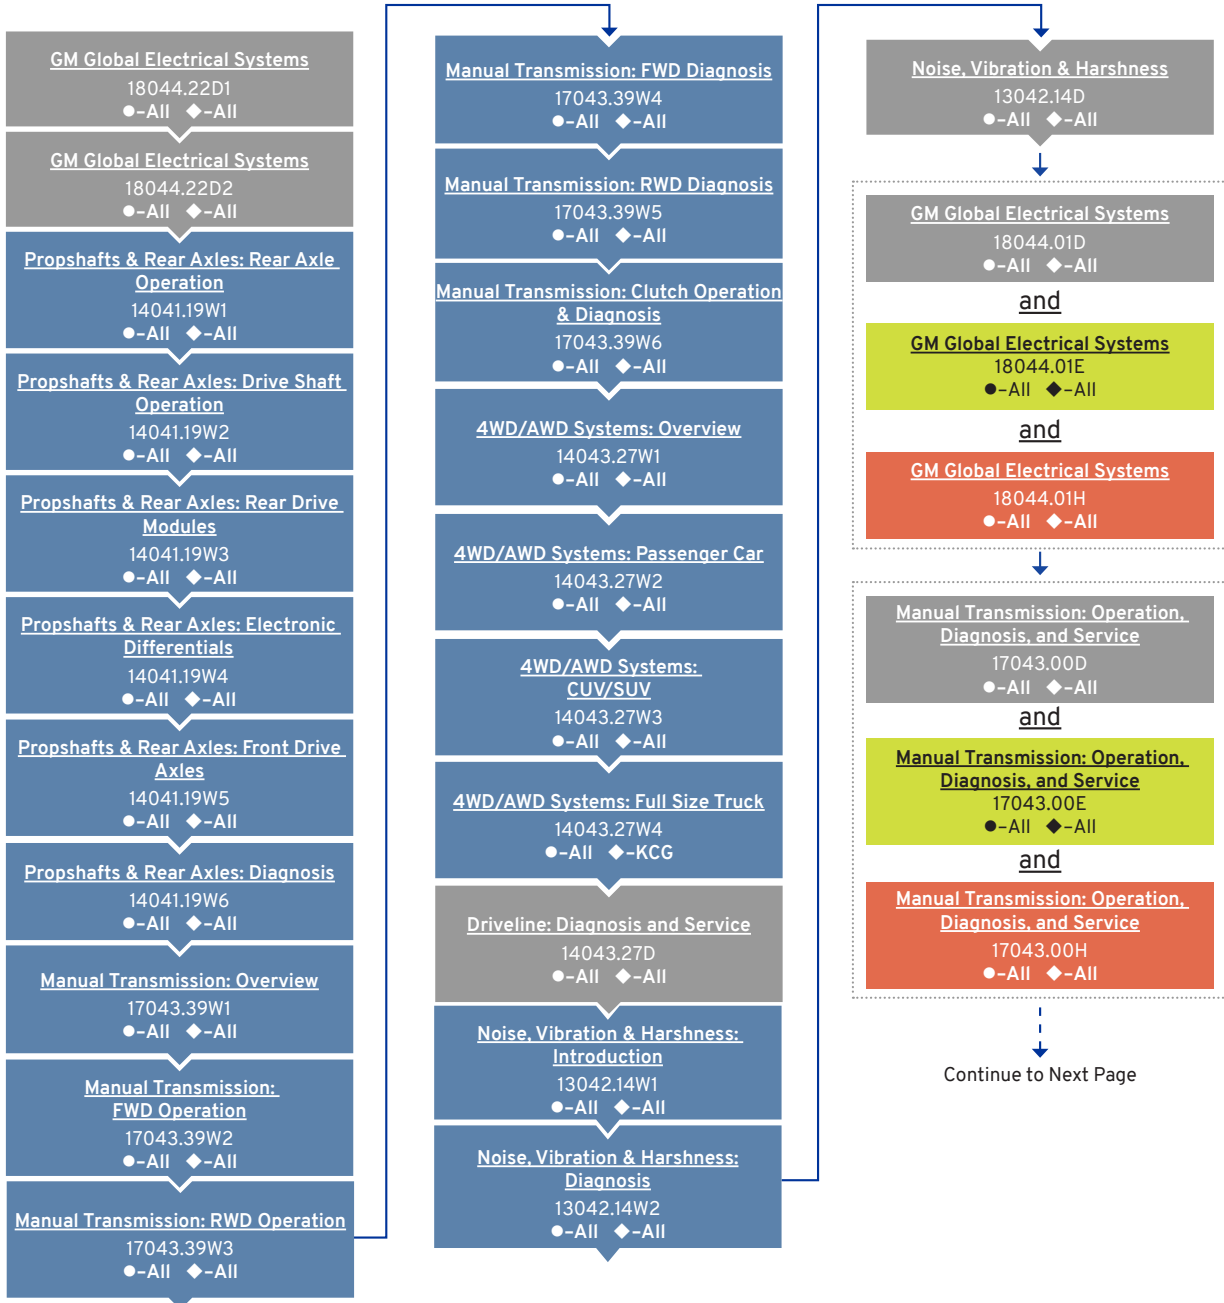 GM Global Electrical Systems
18044.22D1
●–All ◆–All
GM Global Electrical Systems
18044.22D2
●–All ◆–All
Propshafts & Rear Axles: Rear Axle
Operation
14041.19W1
●–All ◆–All
Propshafts & Rear Axles: Drive Shaft
Operation
14041.19W2
●–All ◆–All
Propshafts & Rear Axles: Rear Drive
Modules
14041.19W3
●–All ◆–All
Propshafts & Rear Axles: Electronic
Differentials
14041.19W4
●–All ◆–All
Propshafts & Rear Axles: Front Drive
Axles
14041.19W5
●–All ◆–All
Propshafts & Rear Axles: Diagnosis
14041.19W6
●–All ◆–All
Manual Transmission: Overview
17043.39W1
●–All ◆–All
Manual Transmission:
FWD Operation
17043.39W2
●–All ◆–All
Manual Transmission: RWD Operation
17043.39W3
●–All ◆–All
Manual Transmission: FWD Diagnosis
17043.39W4
●–All ◆–All
Manual Transmission: RWD Diagnosis
17043.39W5
●–All ◆–All
Manual Transmission: Clutch Operation
& Diagnosis
17043.39W6
●–All ◆–All
4WD/AWD Systems: Overview
14043.27W1
●–All ◆–All
4WD/AWD Systems: Passenger Car
14043.27W2
●–All ◆–All
4WD/AWD Systems:
CUV/SUV
14043.27W3
●–All ◆–All
4WD/AWD Systems: Full Size Truck
14043.27W4
●–All ◆–KCG
Driveline: Diagnosis and Service
14043.27D
●–All ◆–All
Noise, Vibration & Harshness:
Introduction
13042.14W1
●–All ◆–All
Noise, Vibration & Harshness:
Diagnosis
13042.14W2
●–All ◆–All
Noise, Vibration & Harshness
13042.14D
●–All ◆–All
GM Global Electrical Systems
18044.01D
●–All ◆–All
and
GM Global Electrical Systems
18044.01E
●–All ◆–All
and
GM Global Electrical Systems
18044.01H
●–All ◆–All
Manual Transmission: Operation,
Diagnosis, and Service
17043.00D
●–All ◆–All
and
Manual Transmission: Operation,
Diagnosis, and Service
17043.00E
●–All ◆–All
and
Manual Transmission: Operation,
Diagnosis, and Service
17043.00H
●–All ◆–All
Continue to Next Page